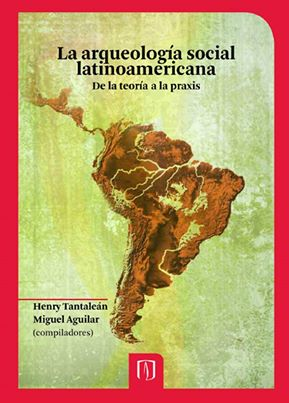 La arqueología social
latinoamericana
De la teoría a la praxis
Henry Tantaleán
Miguel Aguilar
(compiladores)